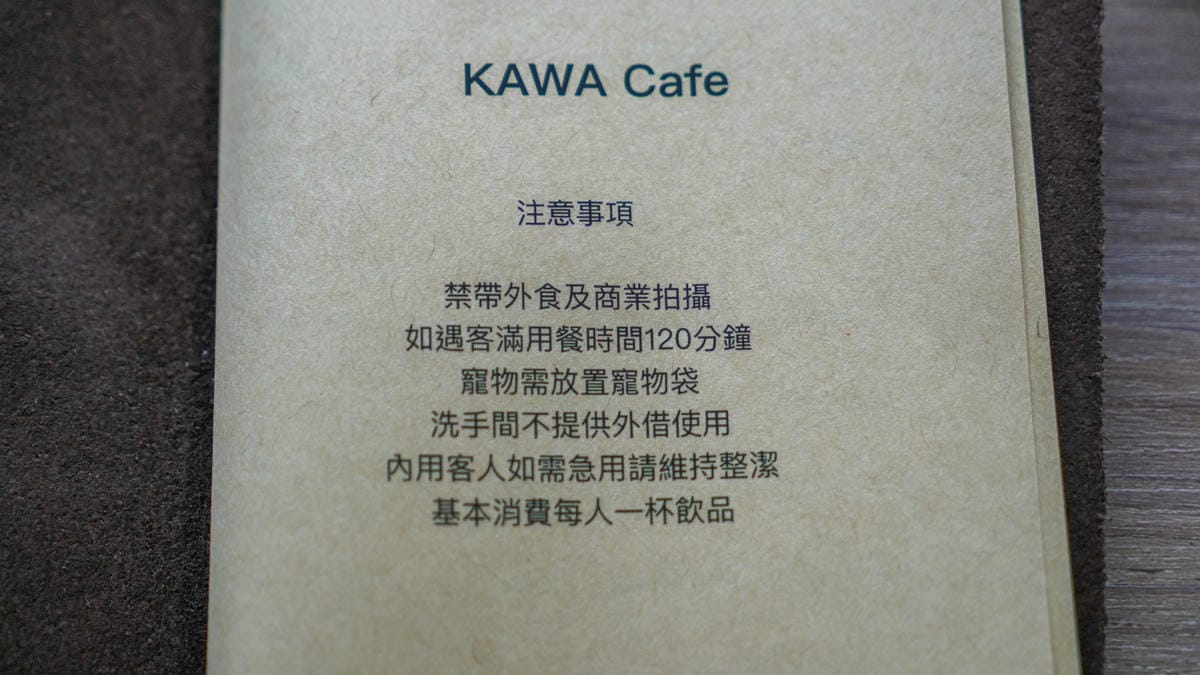 KAWA Cafe
注意事項
禁帶外食及商業拍攝
如遇客滿用餐時間120分鐘
寵物需放置寵物袋
洗手間不提供外借使用
內用客人如需急用請維持整潔
基本消費每人一杯飲品